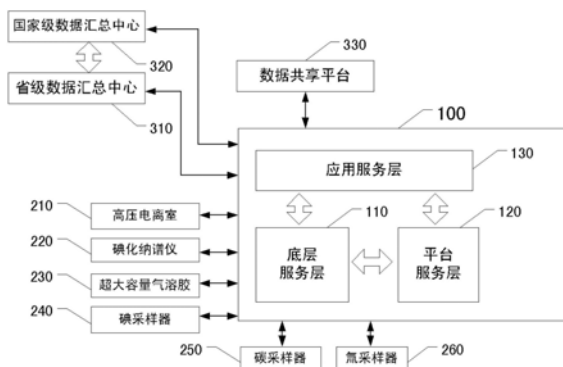 国家级数据汇总中心
320
省级数据汇总中心
310
330
数据共享平台
100
应用服务层
130
210
高压电离室
220
碘化纳谱仪
230
超大容量气溶胶
240
碘采样器
110
底层
服务层
120
平台
服务层
250
碳采样器
氚采样器
260